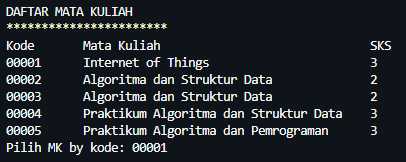 DAFTAR MATA KULIAH
***********************
Kode Mata Kuliah SKS
00001 Internet of Things 3
00002 Algoritma dan Struktur Data 2
00003 Algoritma dan Struktur Data 2
00004 Praktikum Algoritma dan Struktur Data 3
00005 Praktikum Algoritma dan Pemrograman 3
Pilih MK by kode: 00001